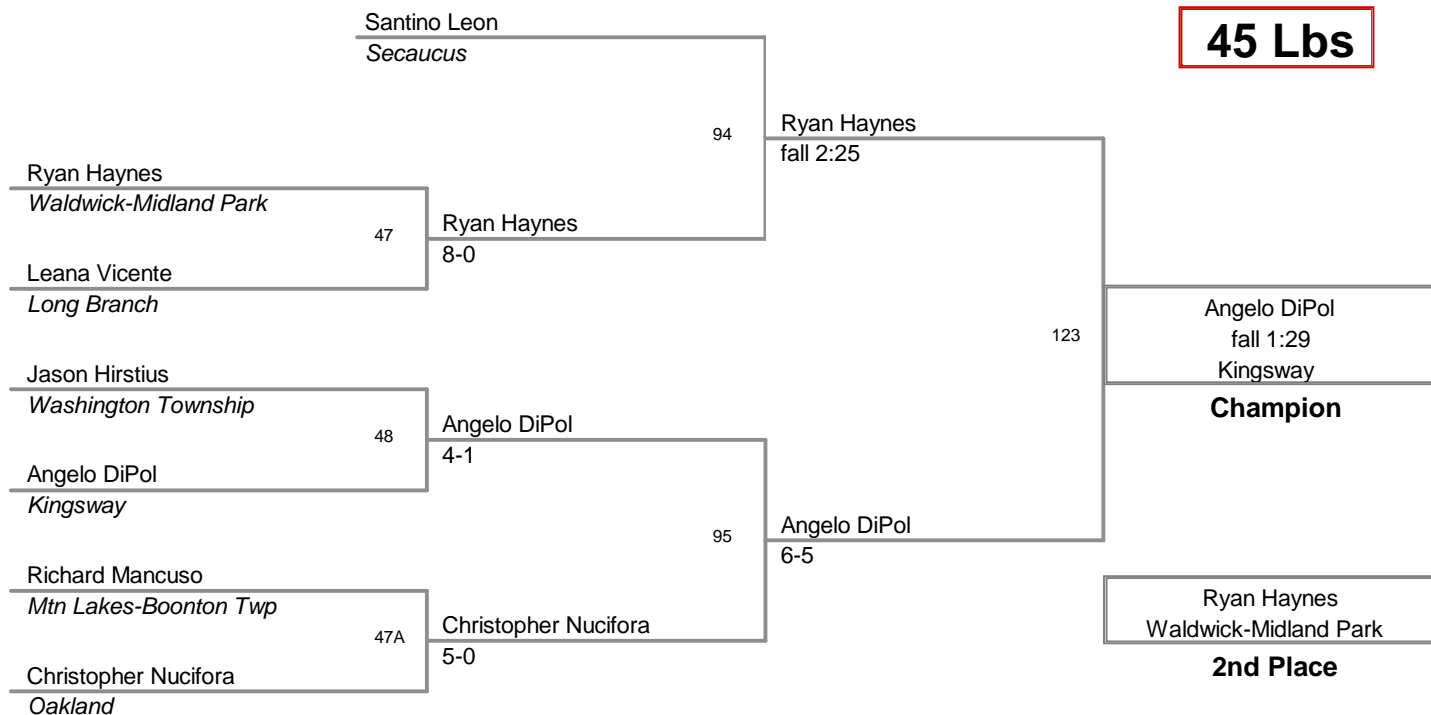 Santino Leon
Secaucus
45 Lbs
94
Ryan Haynes
fall 2:25
Ryan Haynes
Waldwick-Midland Park
47
Ryan Haynes
8-0
Leana Vicente
Long Branch
123
Angelo DiPol
fall 1:29
Kingsway
Champion
Jason Hirstius
Washington Township
48
Angelo DiPol
4-1
Angelo DiPol
Kingsway
95
Angelo DiPol
6-5
Richard Mancuso
Mtn Lakes-Boonton Twp
47A
Christopher Nucifora
5-0
Christopher Nucifora
Oakland
Ryan Haynes
Waldwick-Midland Park
2nd Place